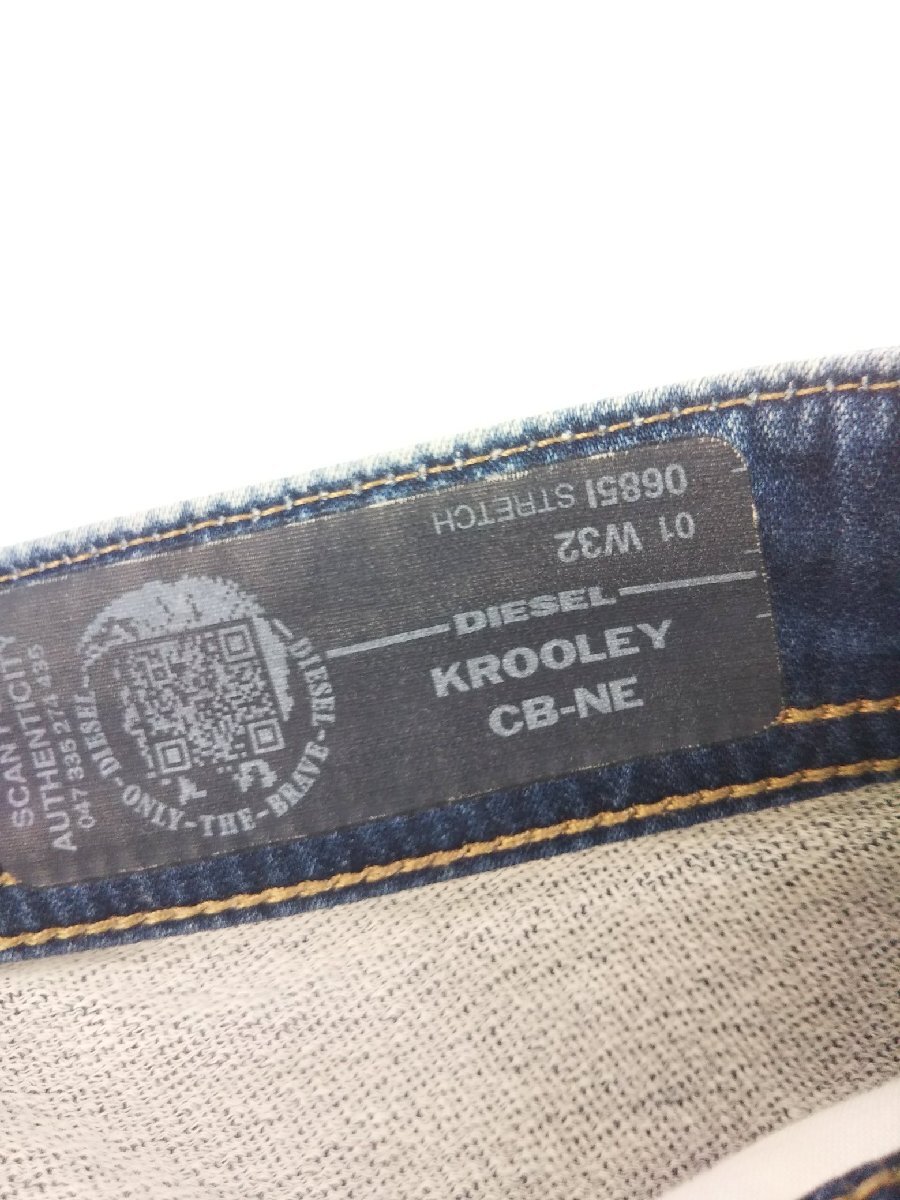 SCAN FOR
AUTHENTICITY
047 336 274 435
DIESEL-ONLY-THE-BRAVE-DIESEL
DIESEL
KROOLEY
CB-NE
0685I STRETCH
01 W32